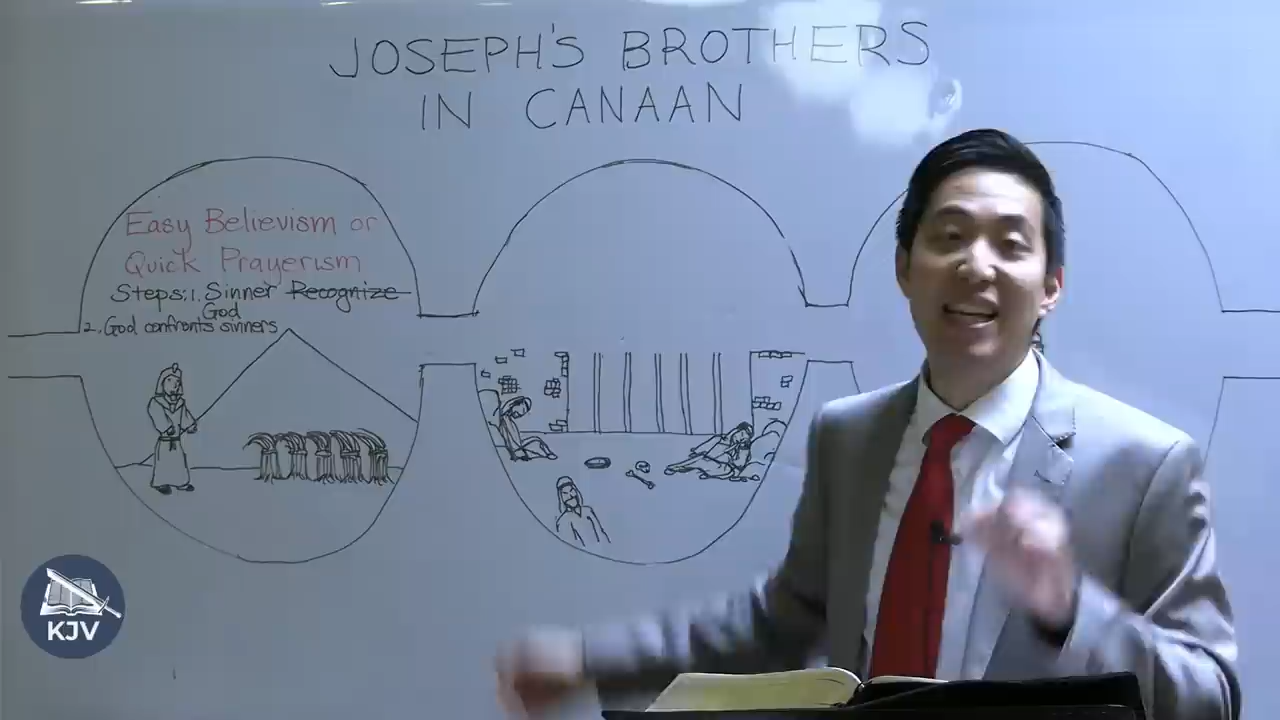 JOSEPH'S BROTHERS
IN CANAAN
Easy Believism or
Quick Prayerism
Steps: 1. Sinner Recognize
God
2. God confronts sinners
KJV